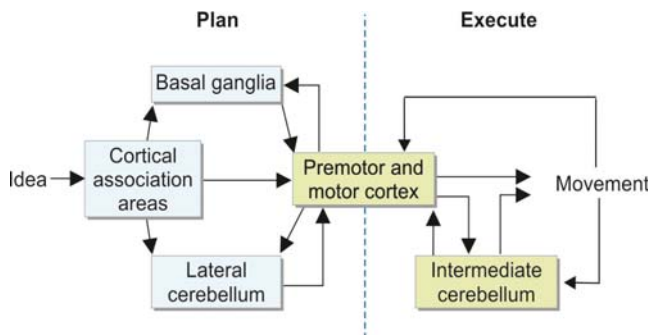 Plan
Execute
Basal ganglia
Idea
Cortical
association
areas
Premotor and
motor cortex
Movement
Lateral
cerebellum
Intermediate
cerebellum